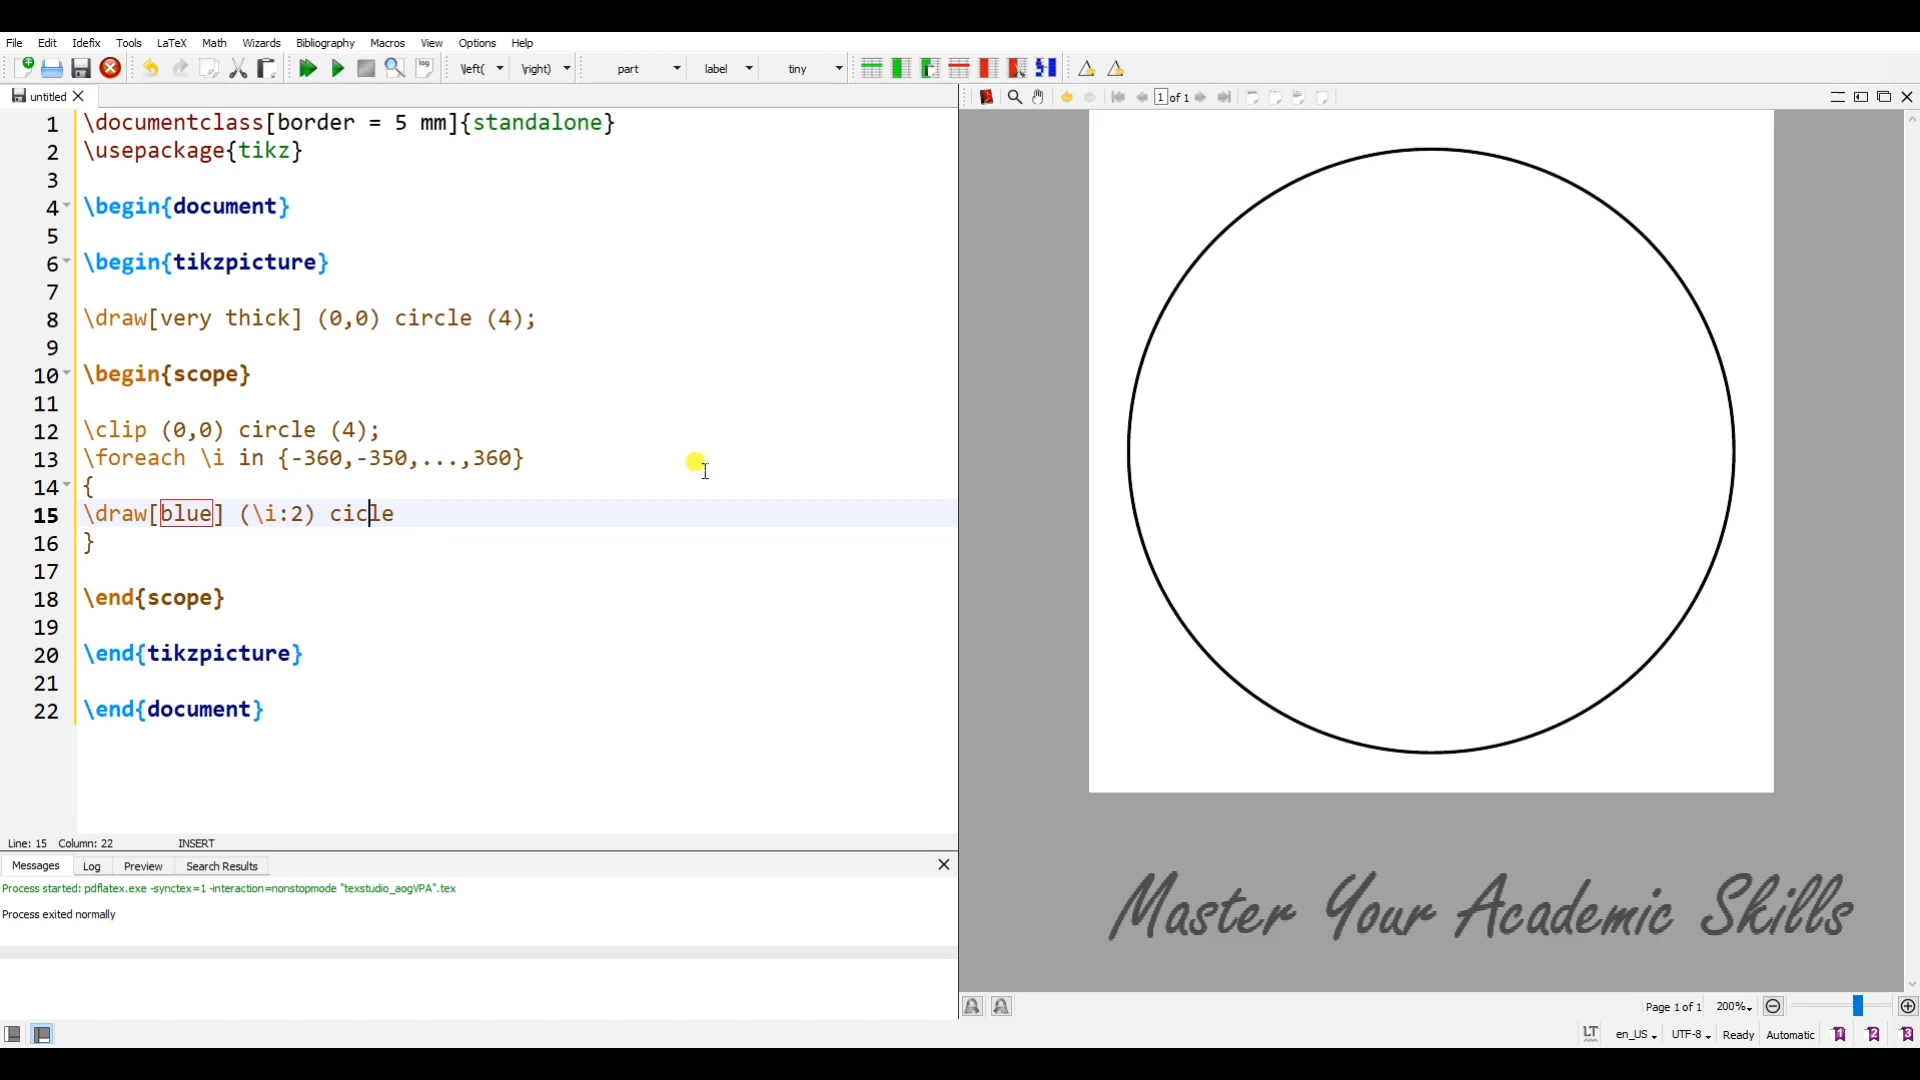 File Edit Idefix Tools LaTeX Math Wizards Bibliography Macros View Options Help
\left( \right) part label tiny
untitled
1 of 1
1 \documentclass[border = 5 mm]{standalone}
2 \usepackage{tikz}
3
4 \begin{document}
5
6 \begin{tikzpicture}
7
8 \draw[very thick] (0,0) circle (4);
9
10 \begin{scope}
11
12 \clip (0,0) circle (4);
13 \foreach \i in {-360,-350,...,360}
14 {
15 \draw[blue] (\i:2) cicle
16 }
17
18 \end{scope}
19
20 \end{tikzpicture}
21
22 \end{document}
Line: 15 Column: 22 INSERT
Messages Log Preview Search Results
Process started: pdflatex.exe -synctex=1 -interaction=nonstopmode "texstudio_aogVPA".tex
Process exited normally
Master Your Academic Skills
Page 1 of 1 200%
LT en_US UTF-8 Ready Automatic 1 2 3